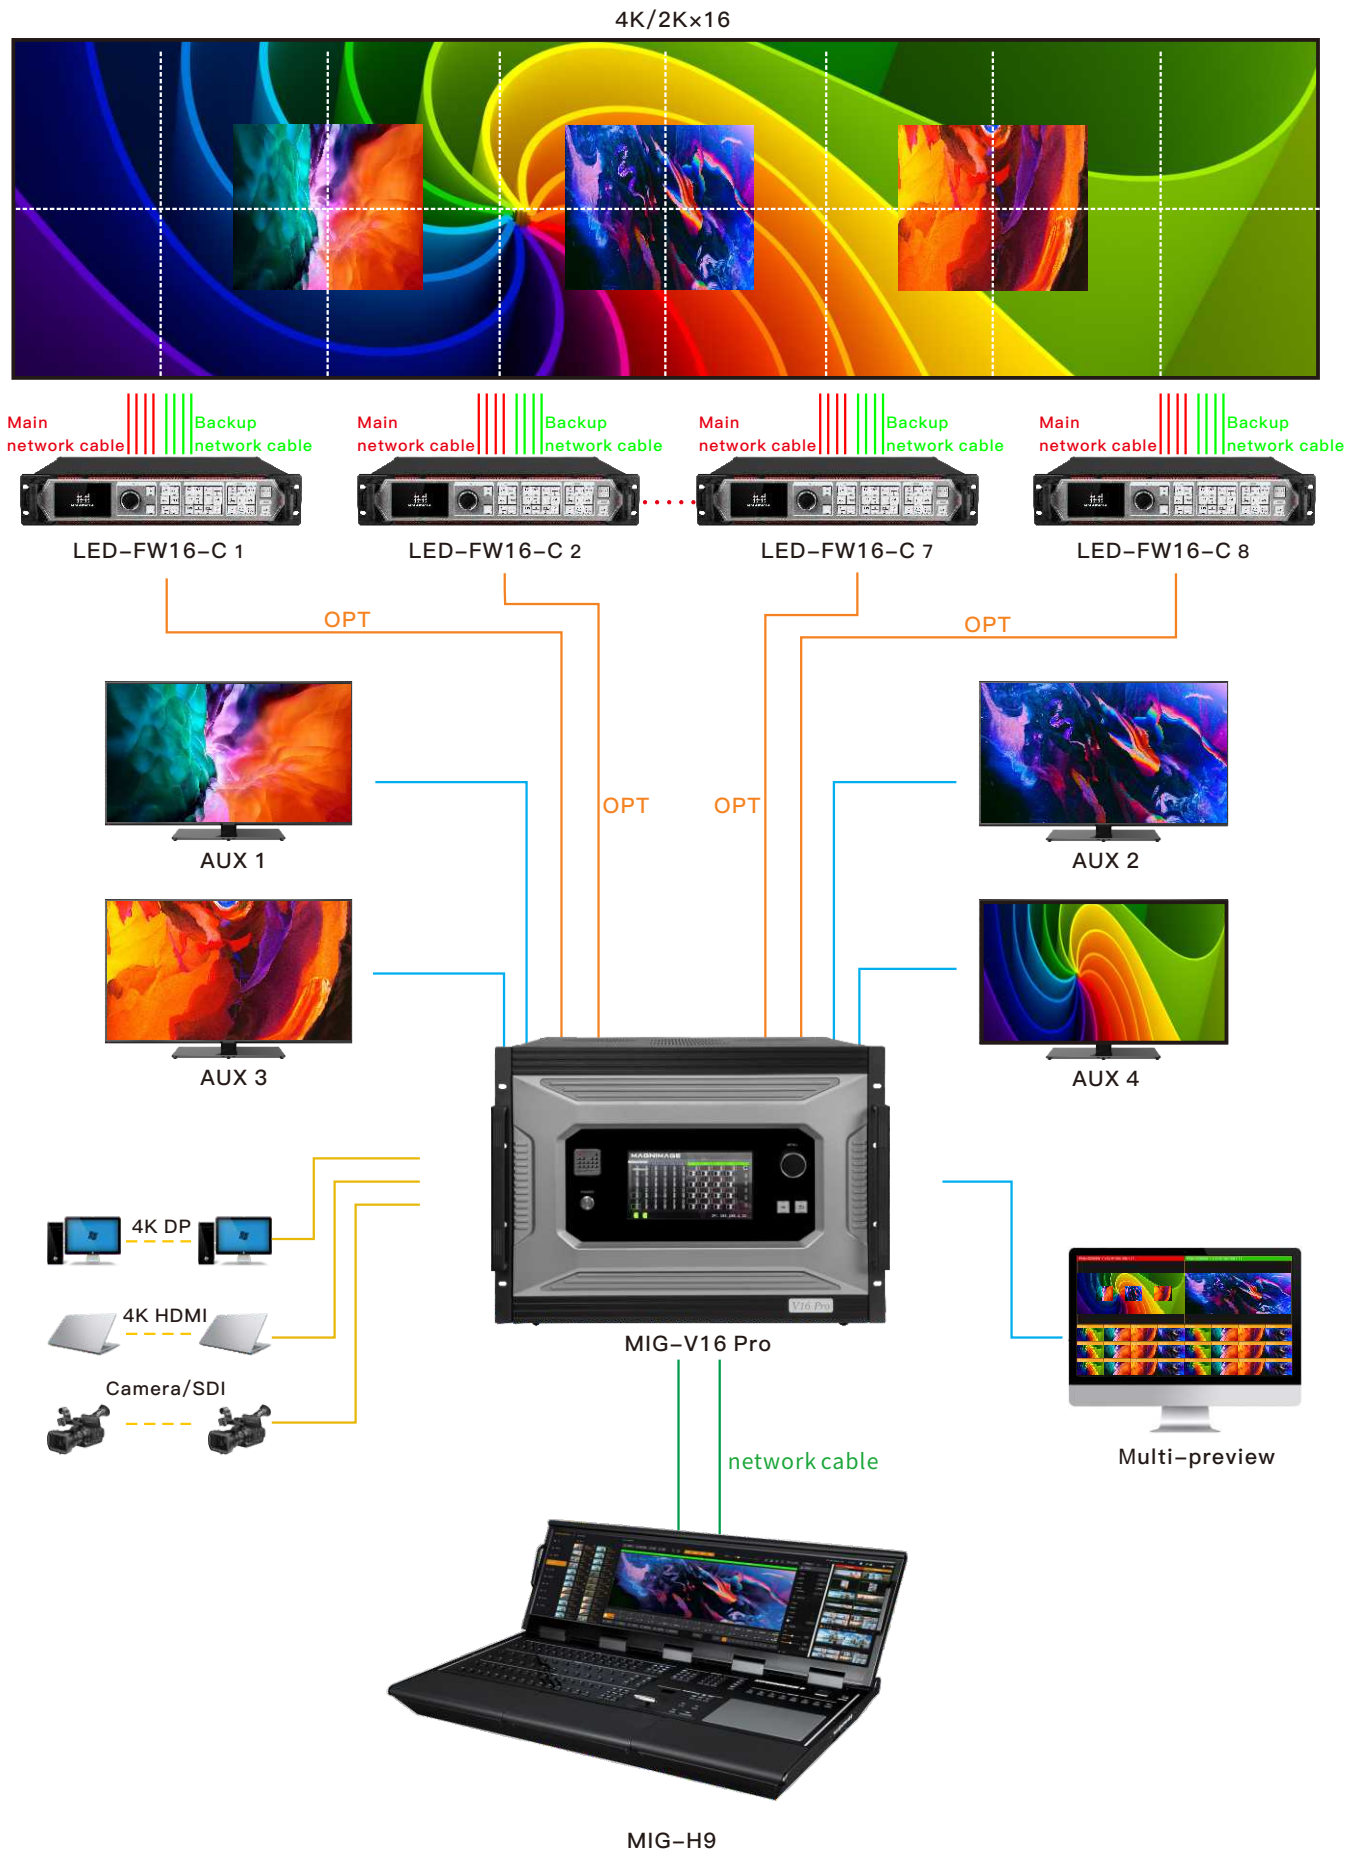 4K/2K×16
Main
network cable
Backup
network cable
Main
network cable
Backup
network cable
Main
network cable
Backup
network cable
Main
network cable
Backup
network cable
LED–FW16–C 1
LED–FW16–C 2
LED–FW16–C 7
LED–FW16–C 8
OPT
OPT
OPT
OPT
AUX 1
AUX 2
AUX 3
AUX 4
MAGNIMAGE
V16 Pro
MIG–V16 Pro
4K DP
4K HDMI
Camera/SDI
Multi–preview
network cable
MIG–H9